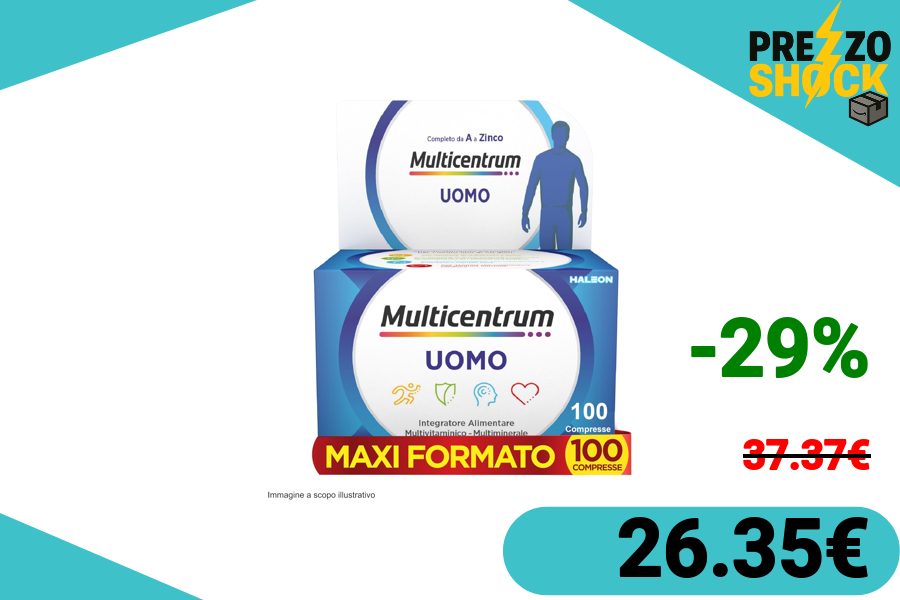 PREZZO
SHOCK
Completo da A a Zinco
Multicentrum
UOMO
HALEON
Multicentrum
UOMO
100
Compresse
Integratore Alimentare
Multivitaminico - Multiminerale
MAXI FORMATO
100
COMPRESSE
Immagine a scopo illustrativo
-29%
37.37€
26.35€